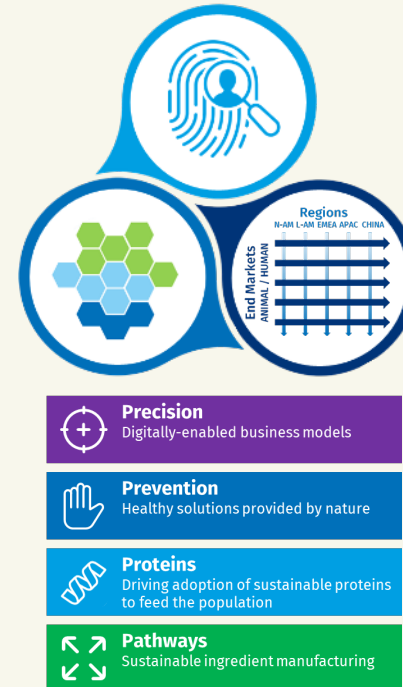 Regions
N-AM L-AM EMEA APAC CHINA
End Markets
ANIMAL / HUMAN
Precision
Digitally-enabled business models
Prevention
Healthy solutions provided by nature
Proteins
Driving adoption of sustainable proteins
to feed the population
Pathways
Sustainable ingredient manufacturing